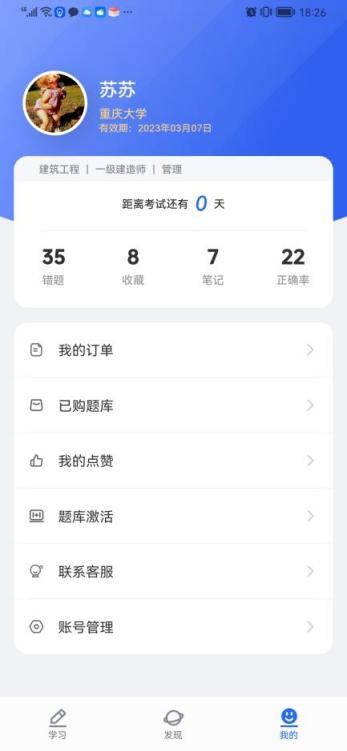 18:26
苏苏
重庆大学
有效期：2023年03月07日
建筑工程 | 一级建造师 | 管理
距离考试还有 0 天
35 8 7 22
错题 收藏 笔记 正确率
我的订单
已购题库
我的点赞
题库激活
联系客服
账号管理
学习 发现 我的